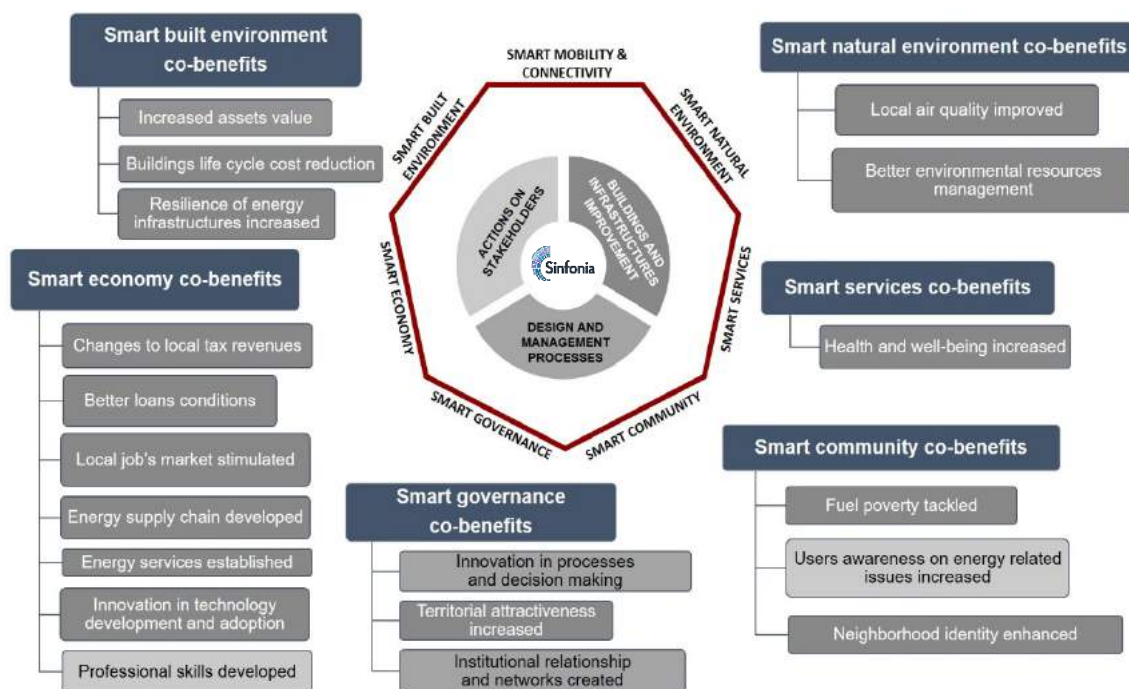 Smart built environment
co-benefits
Increased assets value
Buildings life cycle cost reduction
Resilience of energy
infrastructures increased
Smart economy co-benefits
Changes to local tax revenues
Better loans conditions
Local job's market stimulated
Energy supply chain developed
Energy services established
Innovation in technology
development and adoption
Professional skills developed
SMART MOBILITY &
CONNECTIVITY
SMART BUILT
ENVIRONMENT
SMART NATURAL
ENVIRONMENT
SMART ECONOMY
SMART SERVICES
SMART GOVERNANCE
SMART COMMUNITY
ACTIONS ON
STAKEHOLDERS
BUILDINGS AND
INFRASTRUCTURES
IMPROVEMENT
Sinfonia
DESIGN AND
MANAGEMENT
PROCESSES
Smart governance
co-benefits
Innovation in processes
and decision making
Territorial attractiveness
increased
Institutional relationship
and networks created
Smart natural environment co-benefits
Local air quality improved
Better environmental resources
management
Smart services co-benefits
Health and well-being increased
Smart community co-benefits
Fuel poverty tackled
Users awareness on energy related
issues increased
Neighborhood identity enhanced